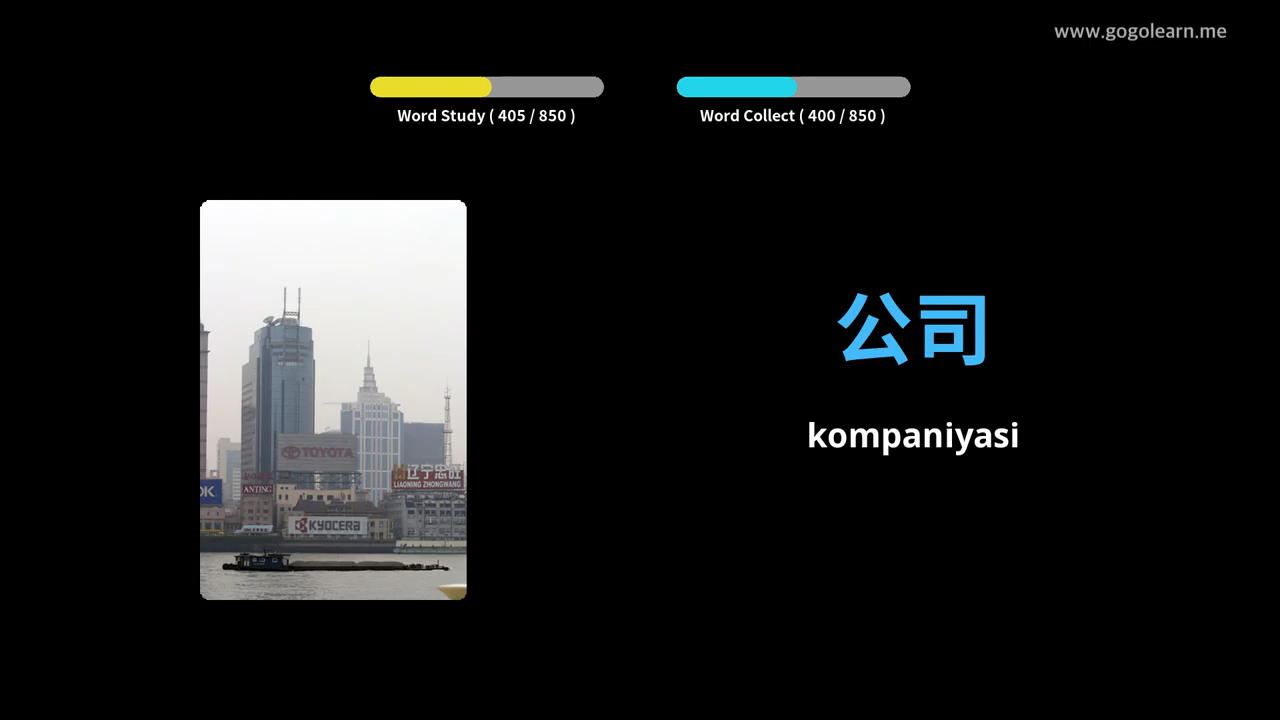 www.gogolearn.me
Word Study ( 405 / 850 )
Word Collect ( 400 / 850 )
公司
kompaniyasi
TOYOTA
辽宁忠旺
LIAONING ZHONGWANG
ANTING
OK
KYOCERA